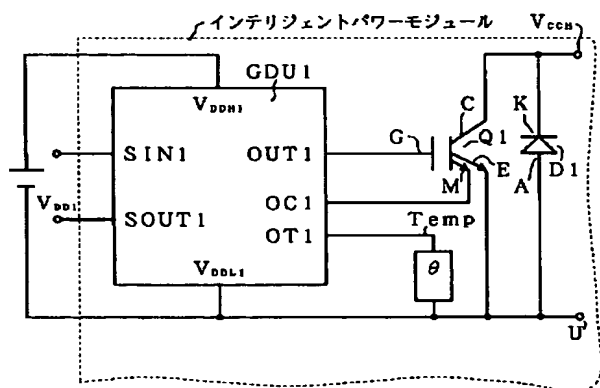 インテリジェントパワーモジュール
VCCH
GDU1
VDDH1
C
K
SIN1
OUT1
G
Q1
M
E
A
D1
VDD1
SOUT1
OC1
Temp
OT1
θ
VDDL1
U